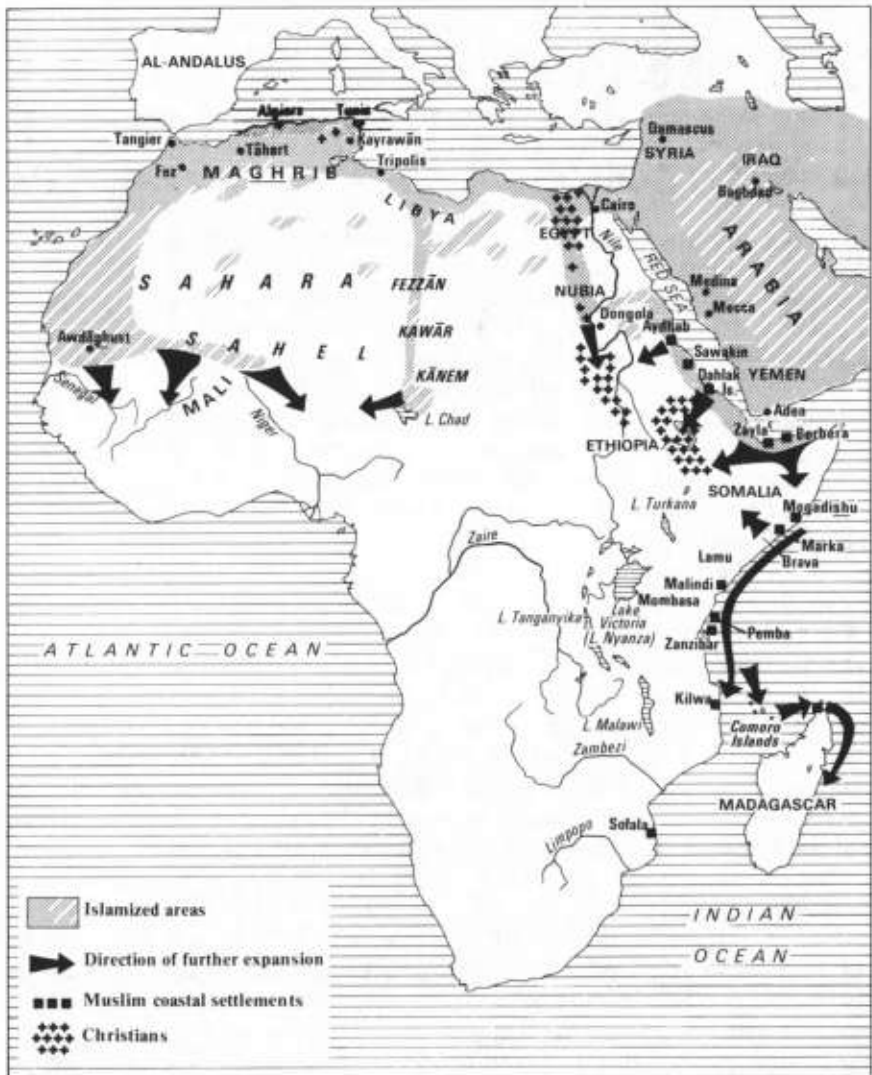 AL-ANDALUS
Algiers
Tunis
Tangier
Tāhert
Kayrawān
Fez
MAGHRIB
Tripolis
Damascus
SYRIA
IRAQ
Baghdad
LIBYA
Cairo
EGYPT
Nile
ARABIA
RED SEA
SAHARA
FEZZĀN
NUBIA
Medina
Mecca
Dongola
Aydhab
Awdāghust
SAHEL
KAWĀR
Sawakin
Dahlak
Is.
YEMEN
Senegal
MALI
KĀNEM
Niger
L. Chad
Aden
Zaylaᶜ
Berbera
ETHIOPIA
SOMALIA
L. Turkana
Mogadishu
Zaire
Marka
Lamu
Brava
Malindi
Mombasa
L. Tanganyika
Lake
Victoria
(L. Nyanza)
Pemba
Zanzibar
ATLANTIC OCEAN
Kilwa
L. Malawi
Comoro
Islands
Zambezi
MADAGASCAR
Sofala
Limpopo
INDIAN
OCEAN
Islamized areas
Direction of further expansion
Muslim coastal settlements
Christians